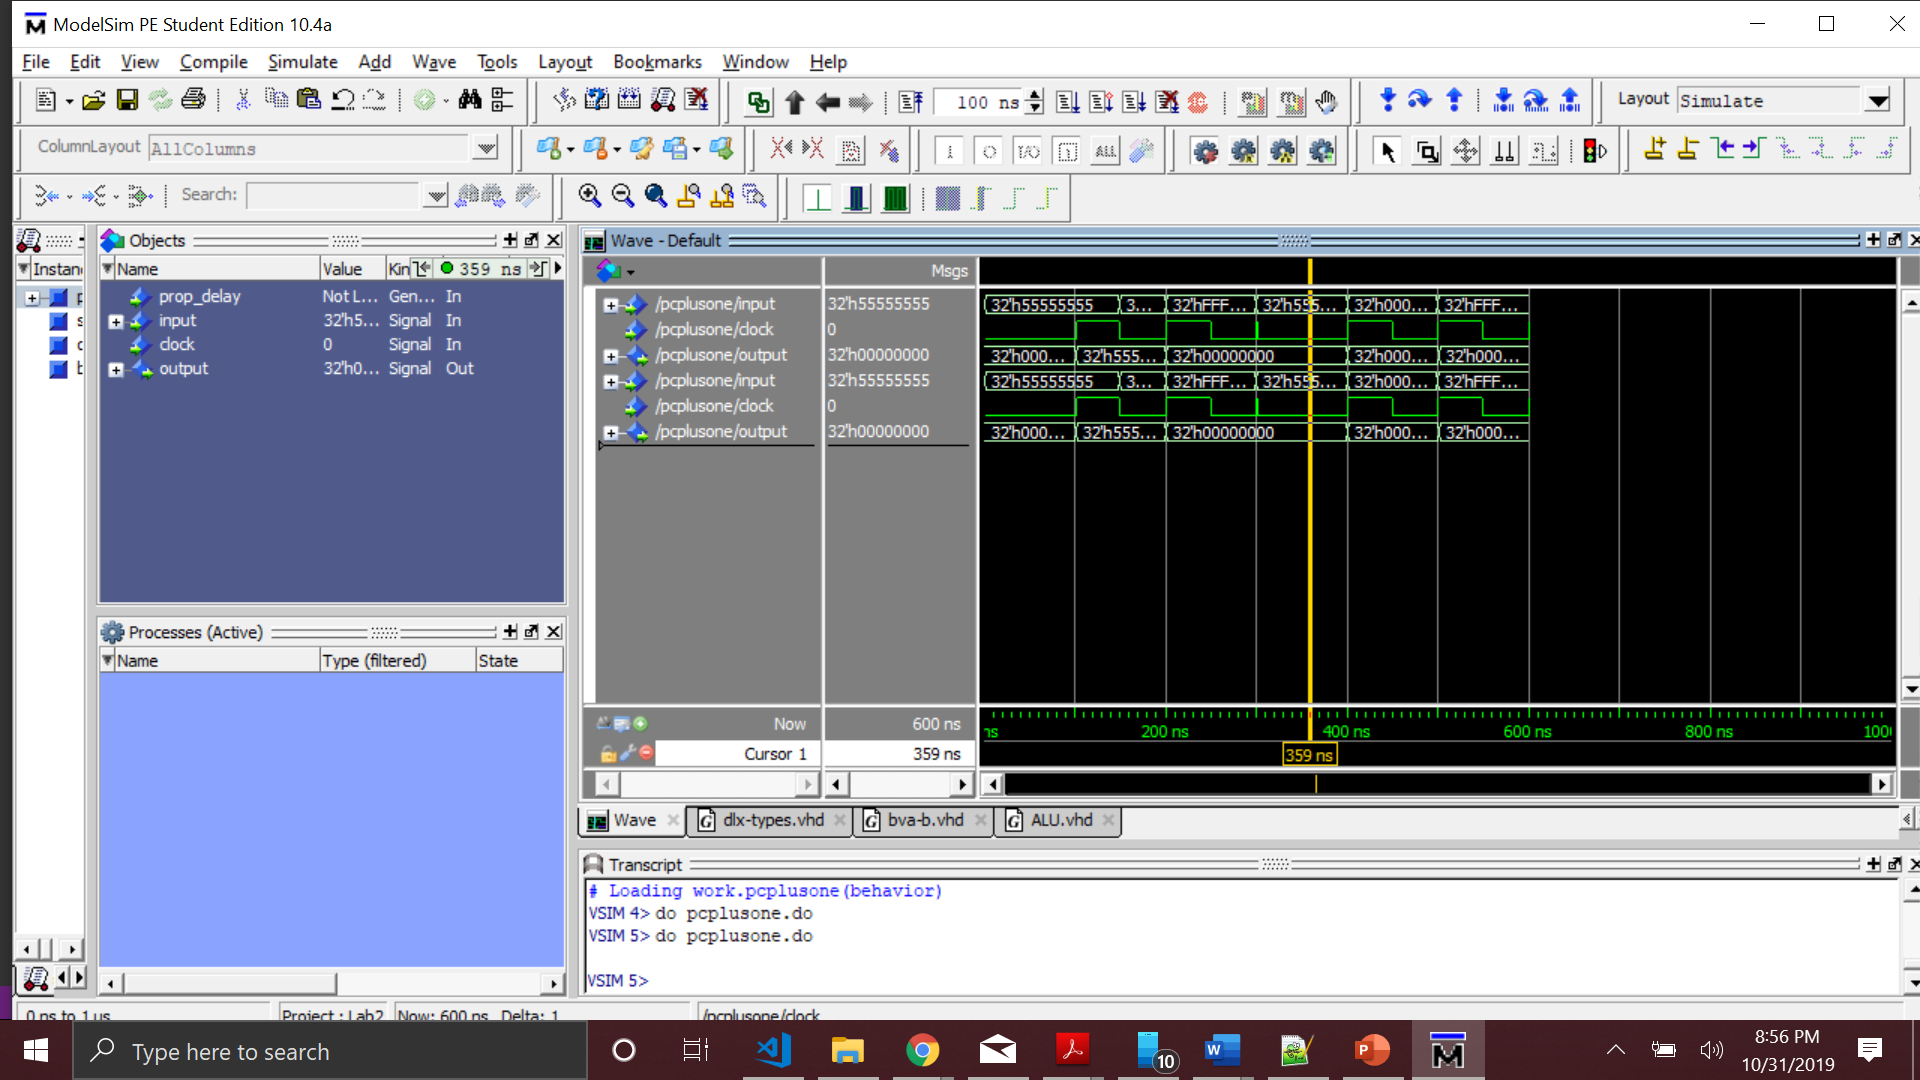 ModelSim PE Student Edition 10.4a
File Edit View Compile Simulate Add Wave Tools Layout Bookmarks Window Help
100 ns
Layout Simulate
ColumnLayout AllColumns
I/O
ALL
Search:
Objects
Wave - Default
Instan
Name Value Kin 359 ns
Msgs
prop_delay Not L... Gen... In
input 32'h5... Signal In
clock 0 Signal In
output 32'h0... Signal Out
/pcplusone/input 32'h55555555 32'h55555555 3... 32'hFFF... 32'h555... 32'h000... 32'hFFF...
/pcplusone/clock 0
/pcplusone/output 32'h00000000 32'h000... 32'h555... 32'h00000000 32'h000... 32'h000...
/pcplusone/input 32'h55555555 32'h55555555 3... 32'hFFF... 32'h555... 32'h000... 32'hFFF...
/pcplusone/clock 0
/pcplusone/output 32'h00000000 32'h000... 32'h555... 32'h00000000 32'h000... 32'h000...
Processes (Active)
Name Type (filtered) State
Now 600 ns
ns 200 ns 400 ns 600 ns 800 ns 100
Cursor 1 359 ns
359 ns
Wave dlx-types.vhd bva-b.vhd ALU.vhd
Transcript
# Loading work.pcplusone(behavior)
VSIM 4> do pcplusone.do
VSIM 5> do pcplusone.do
VSIM 5>
0 ns to 1 us Project : Lab2 Now: 600 ns Delta: 1 /pcplusone/clock
Type here to search
10
8:56 PM
10/31/2019